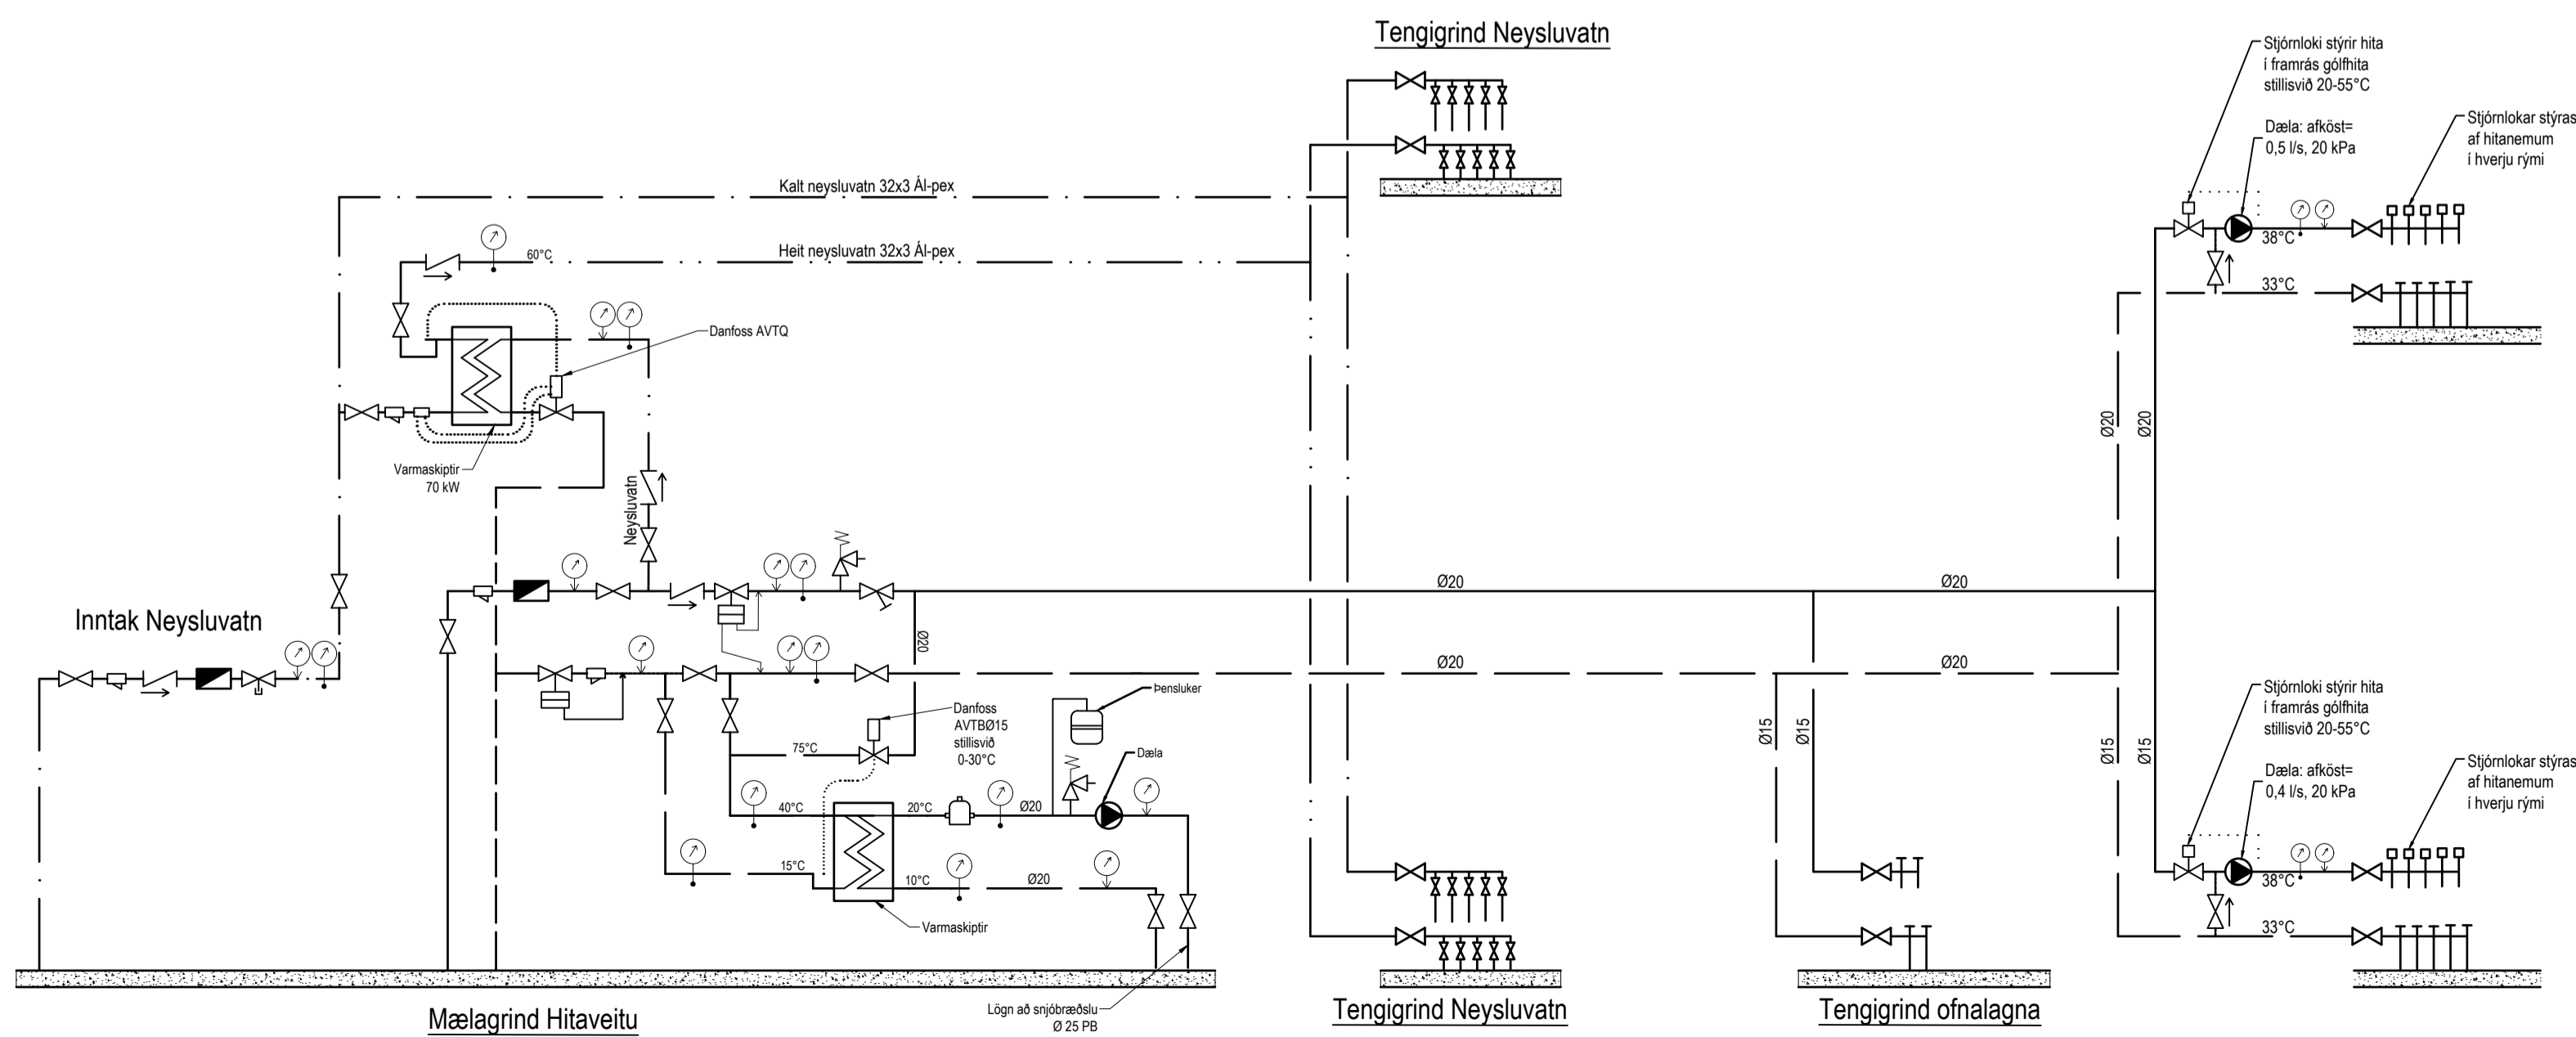 Tengigrind Neysluvatn
Stjórnloki stýrir hita
í framrás gólfhita
stillisvið 20-55°C
Dæla: afköst=
0,5 l/s, 20 kPa
Stjórnlokar stýras
af hitanemum
í hverju rými
Kalt neysluvatn 32x3 Ál-pex
Heit neysluvatn 32x3 Ál-pex
60°C
38°C
33°C
Danfoss AVTQ
Varmaskiptir
70 kW
Neysluvatn
Ø20
Ø20
Inntak Neysluvatn
Ø20
Ø20
Ø20
Ø20
Ø20
Þensluker
Danfoss
AVTBØ15
stillisvið
0-30°C
Dæla
75°C
40°C
20°C
Ø20
15°C
10°C
Ø20
Varmaskiptir
Ø15
Ø15
Ø15
Ø15
Stjórnloki stýrir hita
í framrás gólfhita
stillisvið 20-55°C
Dæla: afköst=
0,4 l/s, 20 kPa
Stjórnlokar stýras
af hitanemum
í hverju rými
38°C
33°C
Lögn að snjóbræðslu
Ø 25 PB
Mælagrind Hitaveitu
Tengigrind Neysluvatn
Tengigrind ofnalagna